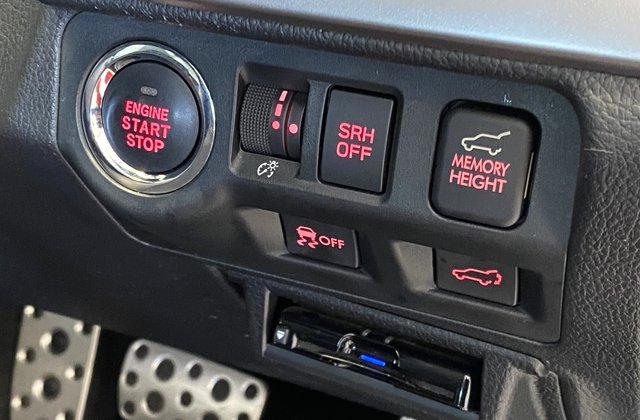 ENGINE
START
STOP
SRH
OFF
MEMORY
HEIGHT
OFF